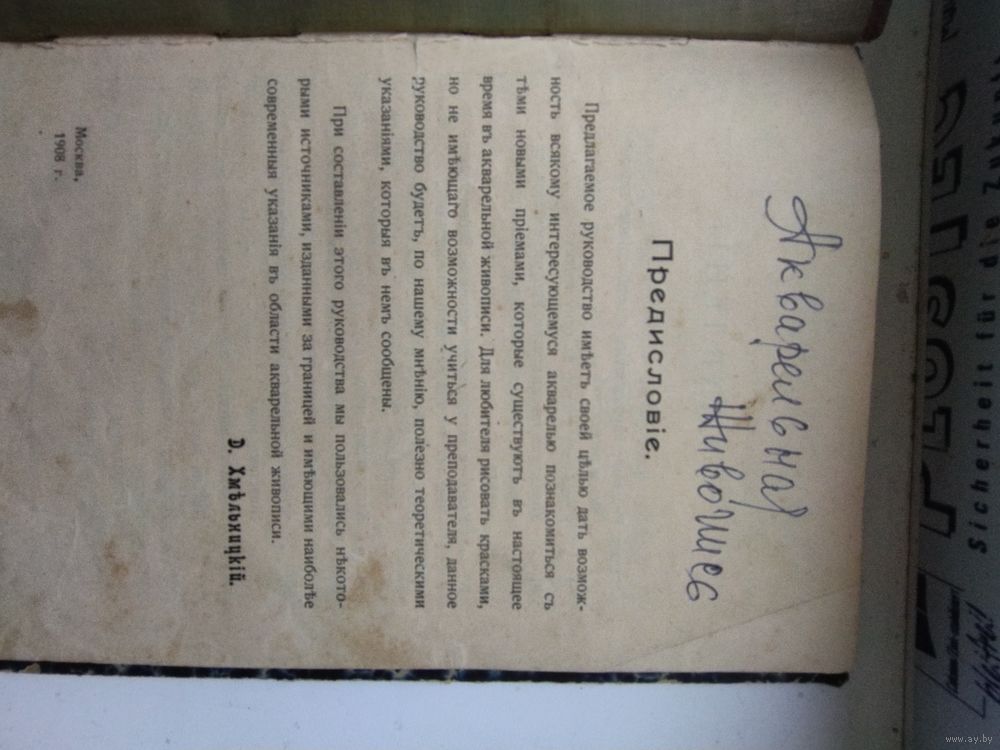 Акварельная
Живопись
Предисловіе.
Предлагаемое руководство имѣетъ своей цѣлью дать возмож-
ность всякому интересующемуся акварелью познакомиться съ
тѣми новыми пріемами, которые существуютъ въ настоящее
время въ акварельной живописи. Для любителя рисовать красками,
но не имѣющаго возможности учиться у преподавателя, данное
руководство будетъ, по нашему мнѣнію, полезно теоретическими
указаніями, которыя въ немъ сообщены.
При составленіи этого руководства мы пользовались нѣкото-
рыми источниками, изданными за границей и имѣющими наиболѣе
современныя указанія въ области акварельной живописи.
Д. Хмѣльницкій.
Москва,
1908 г.
Sicherheit für die
www.ay.by